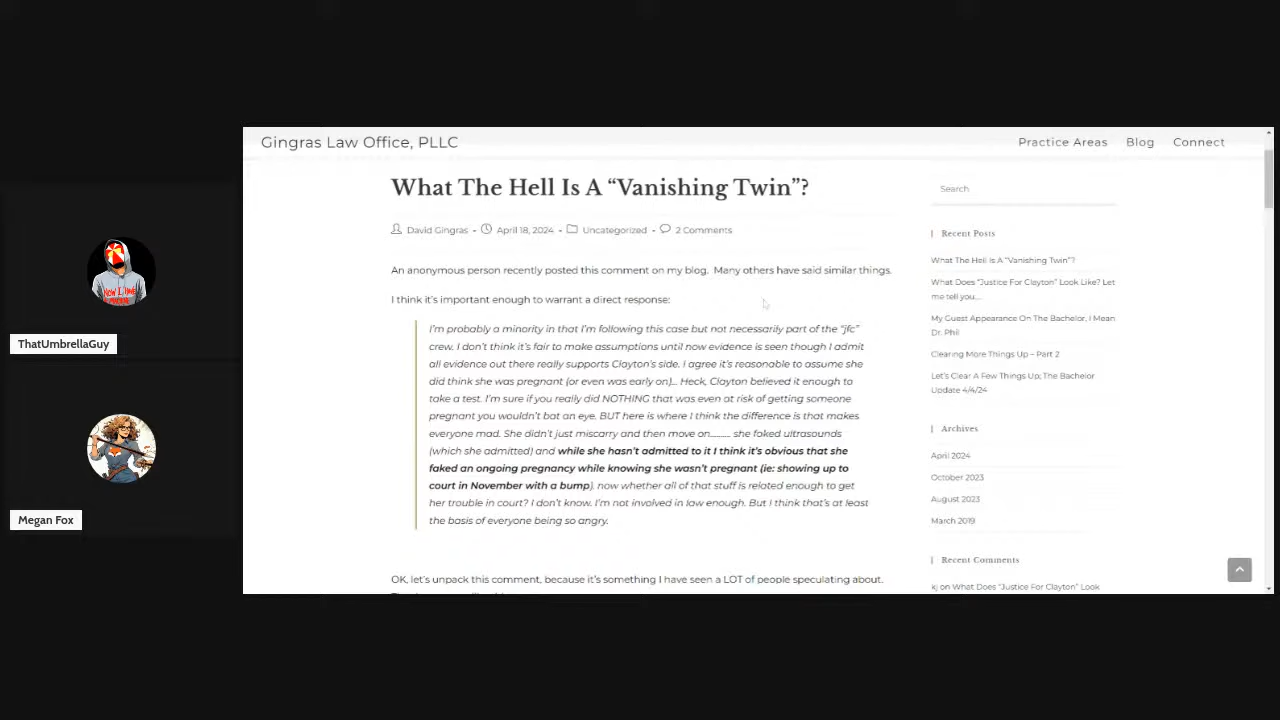 Gingras Law Office, PLLC
Practice Areas
Blog
Connect
What The Hell Is A “Vanishing Twin”?
David Gingras - April 18, 2024 - Uncategorized - 2 Comments
An anonymous person recently posted this comment on my blog. Many others have said similar things.
I think it’s important enough to warrant a direct response:
I’m probably a minority in that I’m following this case but not necessarily part of the “jfc”
crew. I don’t think it’s fair to make assumptions until now evidence is seen though I admit
all evidence out there really supports Clayton’s side. I agree it’s reasonable to assume she
did think she was pregnant (or even was early on)... Heck, Clayton believed it enough to
take a test. I’m sure if you really did NOTHING that was even at risk of getting someone
pregnant you wouldn’t bat an eye. BUT here is where I think the difference is that makes
everyone mad. She didn’t just miscarry and then move on.......... she faked ultrasounds
(which she admitted) and while she hasn’t admitted to it I think it’s obvious that she
faked an ongoing pregnancy while knowing she wasn’t pregnant (ie: showing up to
court in November with a bump). now whether all of that stuff is related enough to get
her trouble in court? I don’t know. I’m not involved in law enough. But I think that’s at least
the basis of everyone being so angry.
OK, let’s unpack this comment, because it’s something I have seen a LOT of people speculating about.
Search
Recent Posts
What The Hell Is A “Vanishing Twin”?
What Does “Justice For Clayton” Look Like? Let
me tell you....
My Guest Appearance On The Bachelor, I Mean
Dr. Phil
Clearing More Things Up – Part 2
Let’s Clear A Few Things Up; The Bachelor
Update 4/4/24
Archives
April 2024
October 2023
August 2023
March 2019
Recent Comments
kj on What Does “Justice For Clayton” Look
ThatUmbrellaGuy
Megan Fox